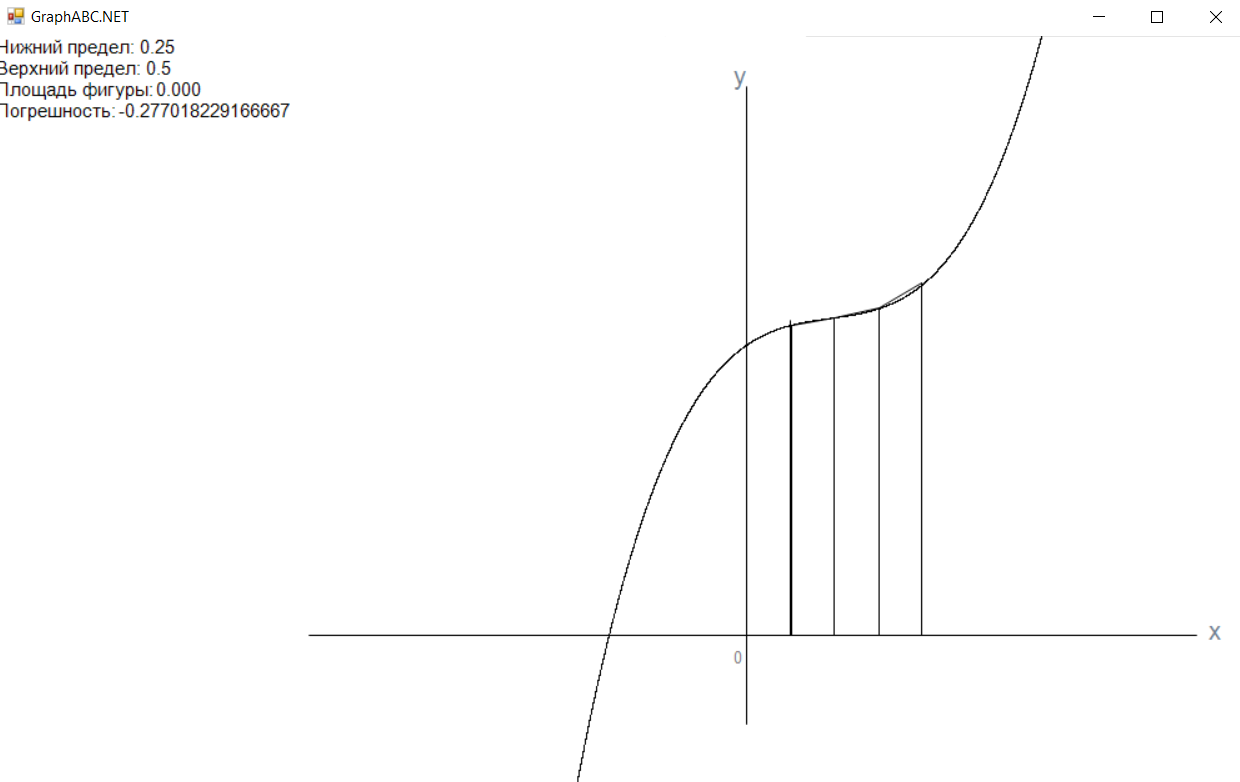 GraphABC.NET
Нижний предел: 0.25
Верхний предел: 0.5
Площадь фигуры: 0.000
Погрешность: -0.277018229166667
y
x
0